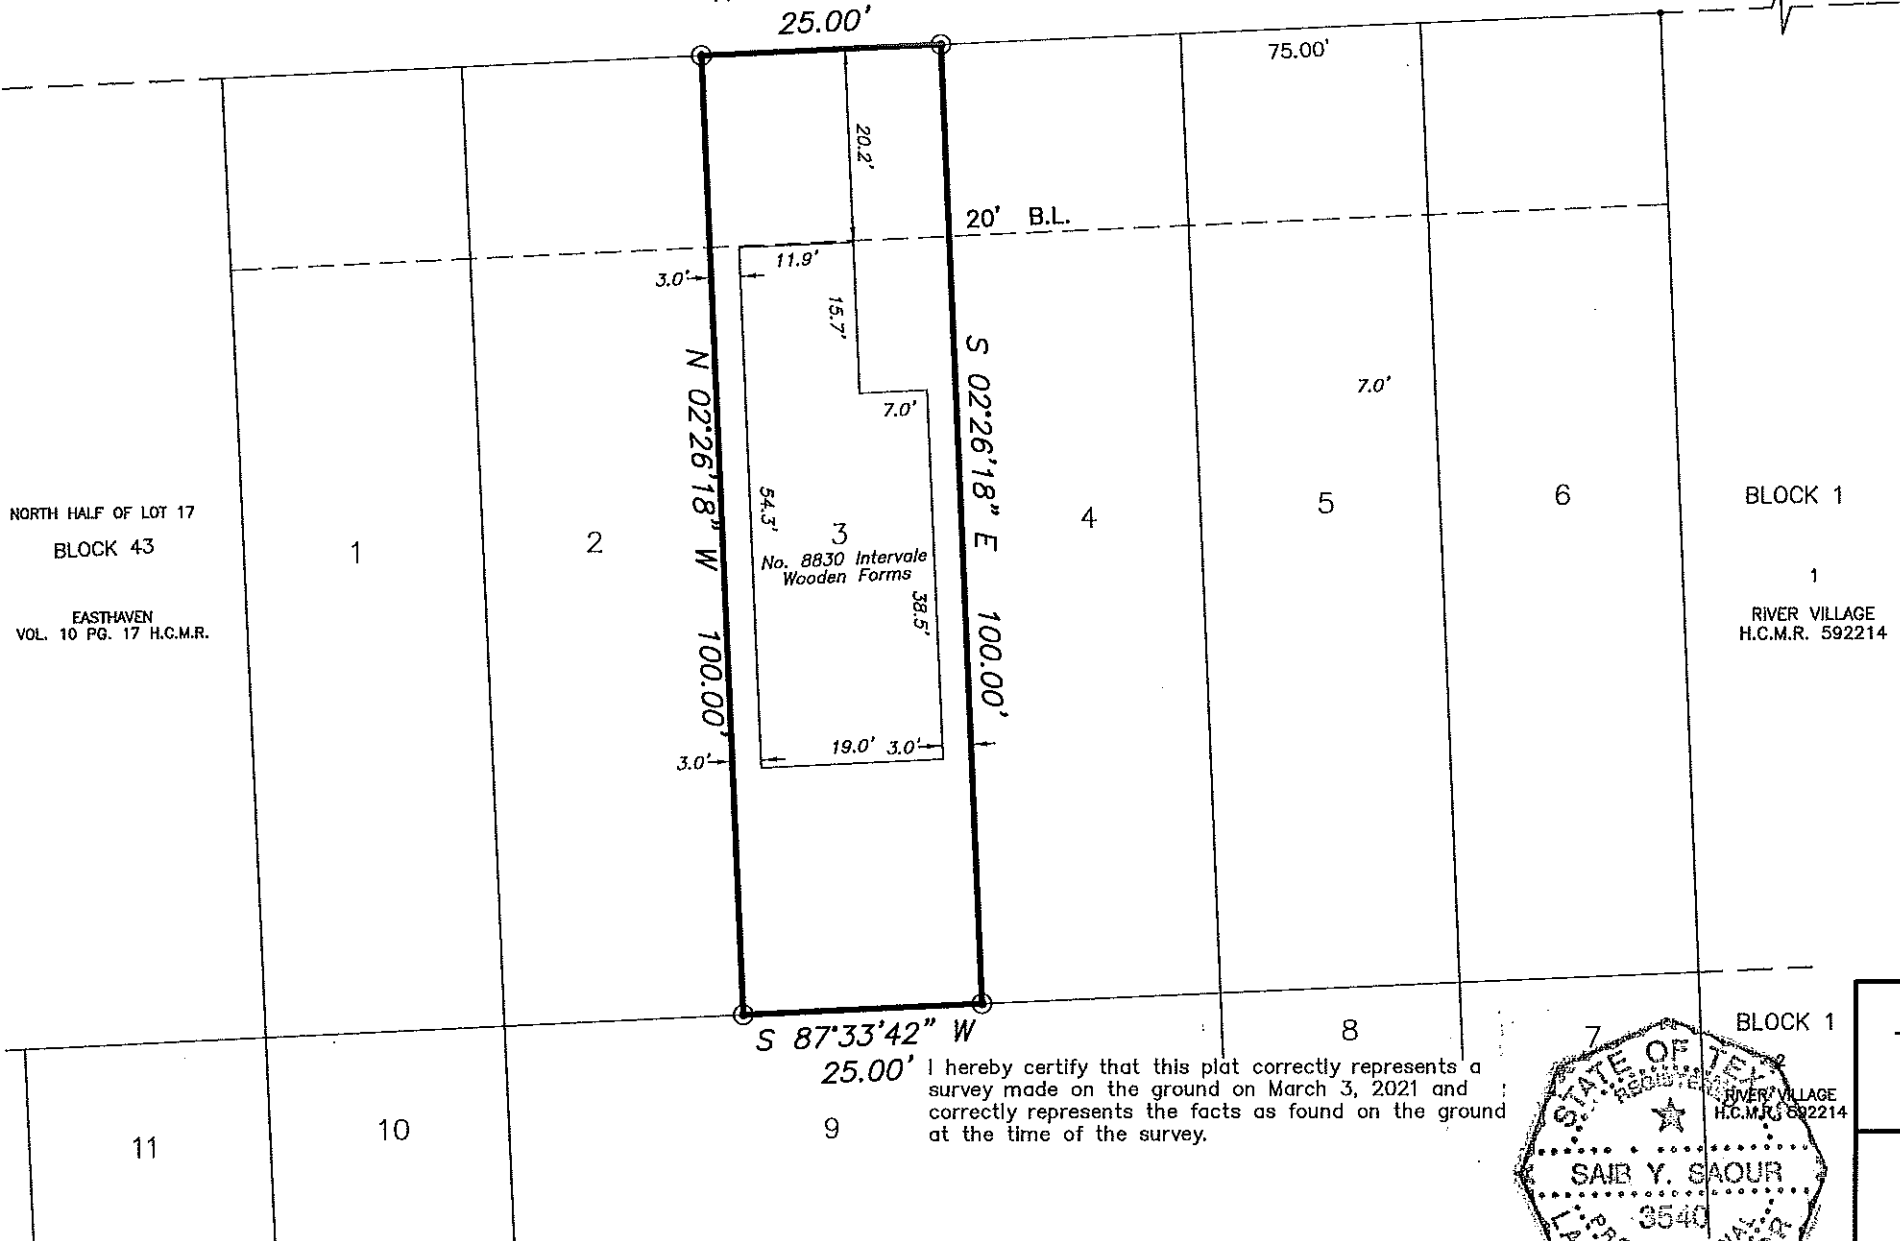 25.00'
75.00'
20.2'
20' B.L.
11.9'
3.0'
15.7'
7.0'
7.0'
N 02°26'18" W 100.00'
S 02°26'18" E 100.00'
54.3'
38.5'
NORTH HALF OF LOT 17
BLOCK 43
EASTHAVEN
VOL. 10 PG. 17 H.C.M.R.
1
2
3
No. 8830 Intervale
Wooden Forms
4
5
6
BLOCK 1
1
RIVER VILLAGE
H.C.M.R. 592214
3.0'
19.0' 3.0'
S 87°33'42" W
25.00'
I hereby certify that this plat correctly represents a
survey made on the ground on March 3, 2021 and
correctly represents the facts as found on the ground
at the time of the survey.
11
10
9
8
7
BLOCK 1
2
RIVER VILLAGE
H.C.M.R. 592214
STATE OF TEXAS
REGISTERED
SAIB Y. SAOUR
3540